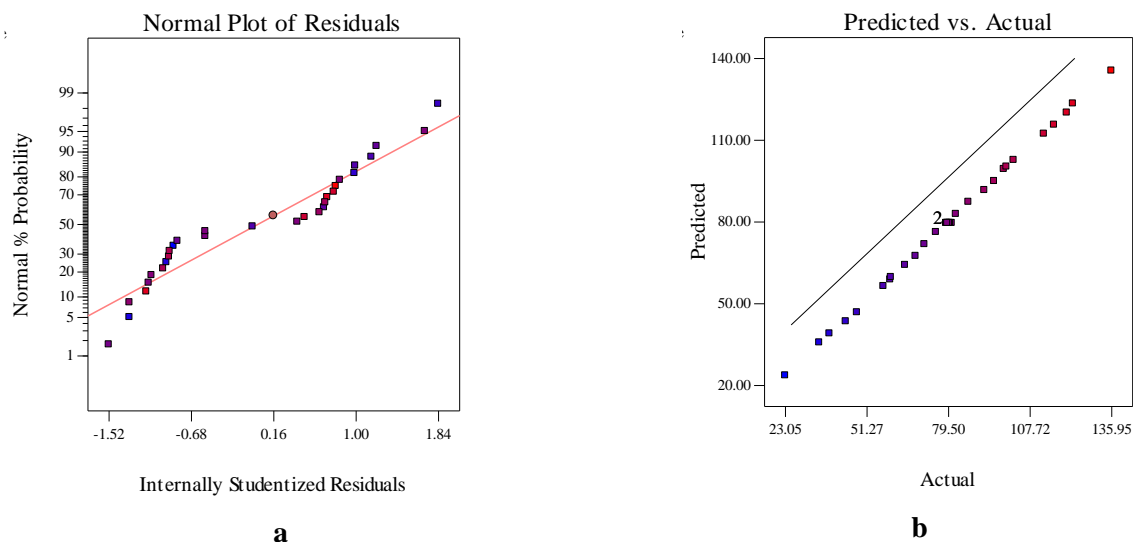 Normal Plot of Residuals
99
95
90
80
70
50
30
20
10
5
1
Normal % Probability
-1.52 -0.68 0.16 1.00 1.84
Internally Studentized Residuals
a
Predicted vs. Actual
140.00
110.00
80.00
50.00
20.00
Predicted
2
23.05 51.27 79.50 107.72 135.95
Actual
b